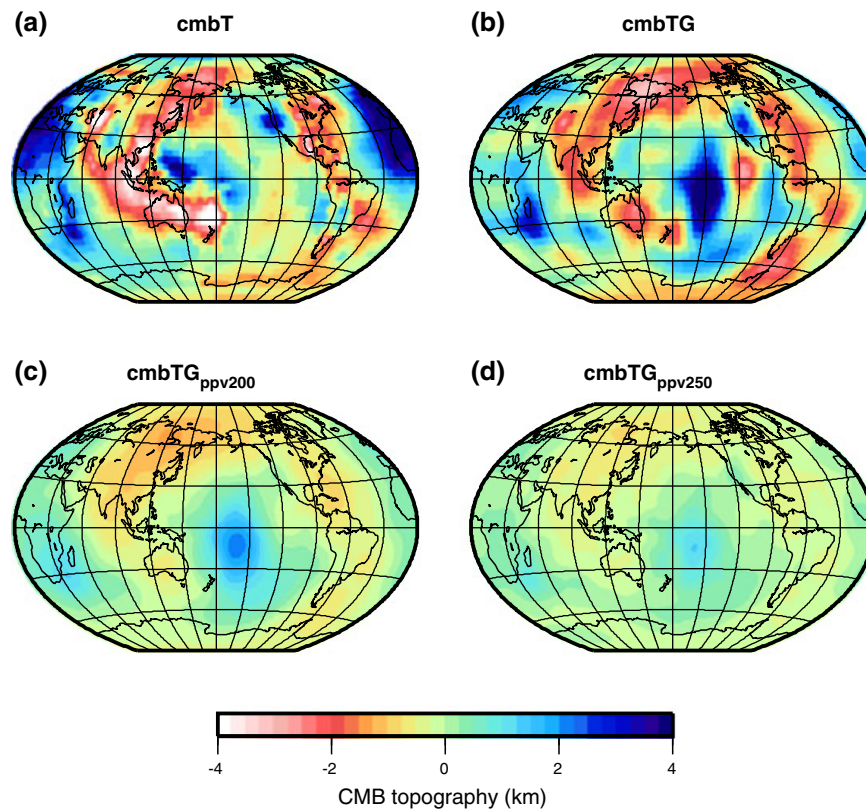 (a)
cmbT
(b)
cmbTG
(c)
cmbTGppv200
(d)
cmbTGppv250
-4 -2 0 2 4
CMB topography (km)